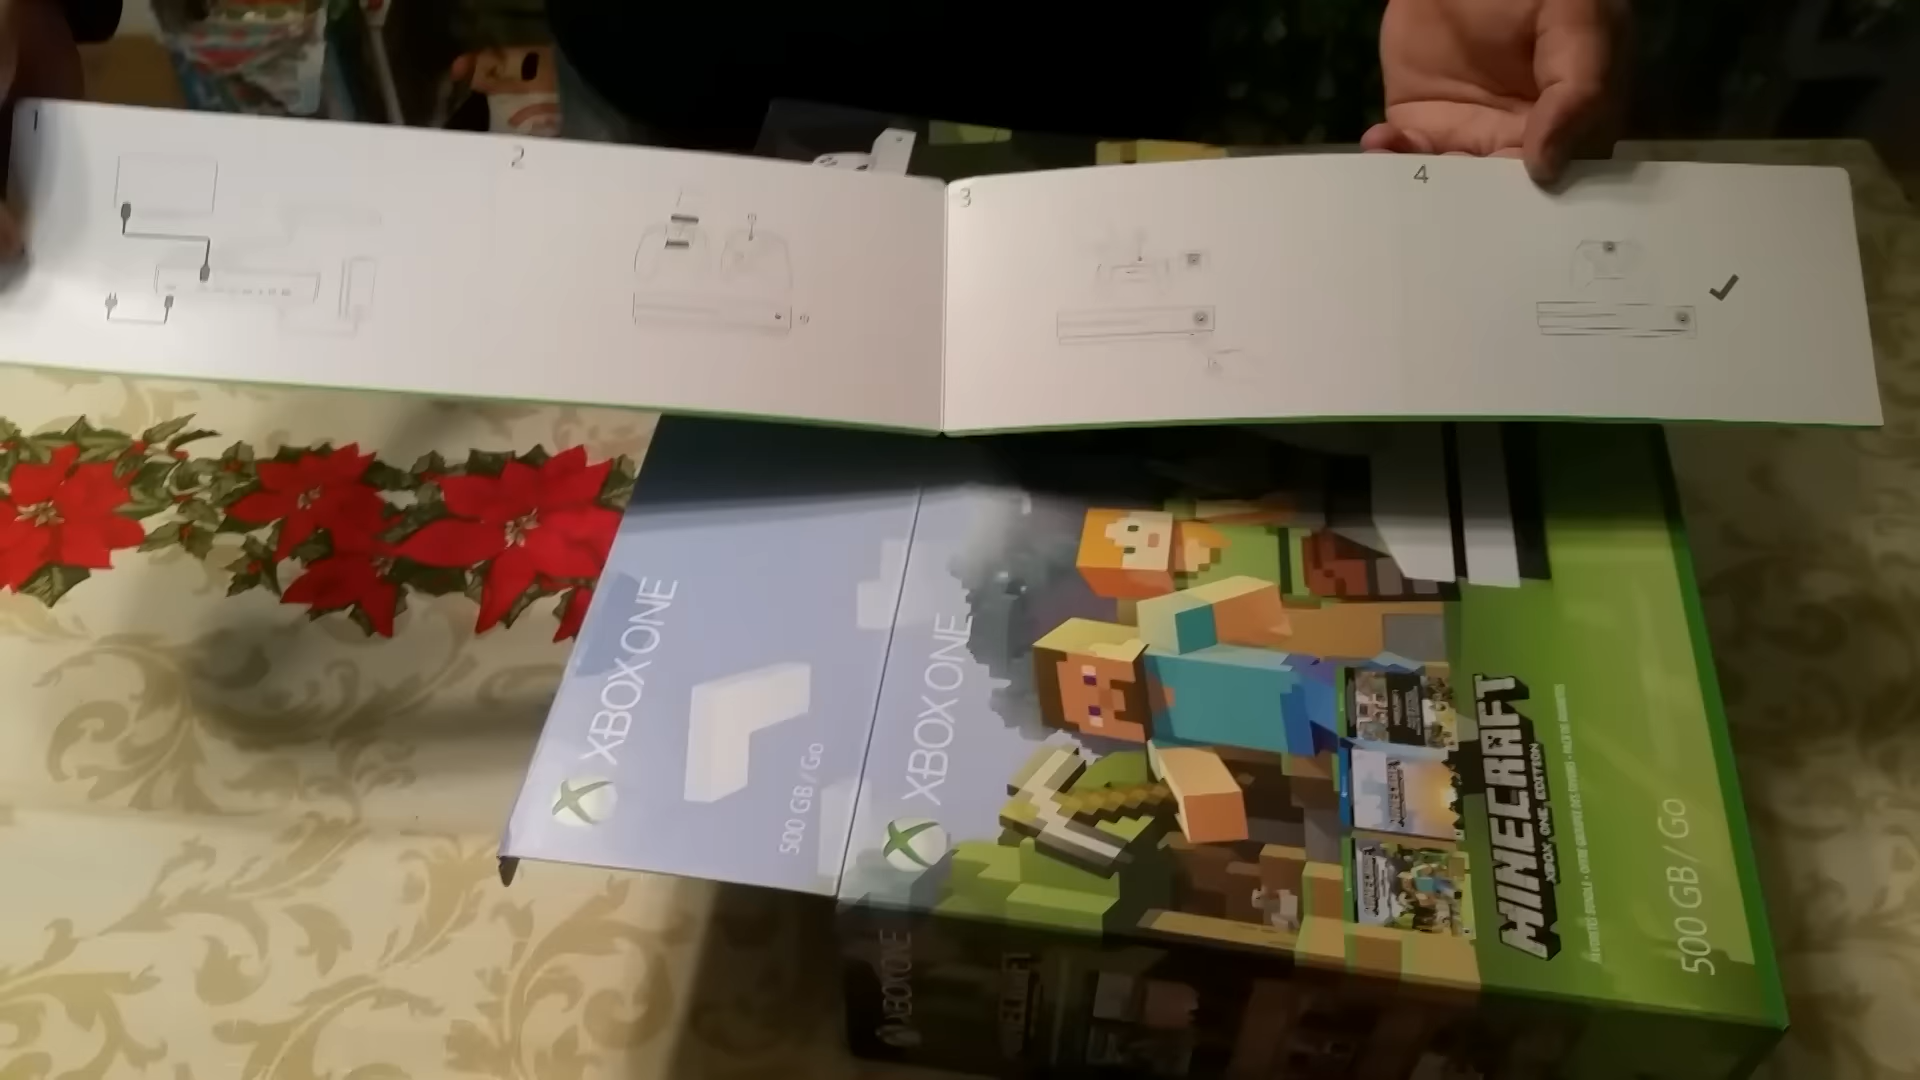 1
2
3
4
XBOX ONE
500 GB / Go
XBOX ONE
MINECRAFT
XBOX ONE EDITION
500 GB / Go
XBOX ONE
MINECRAFT